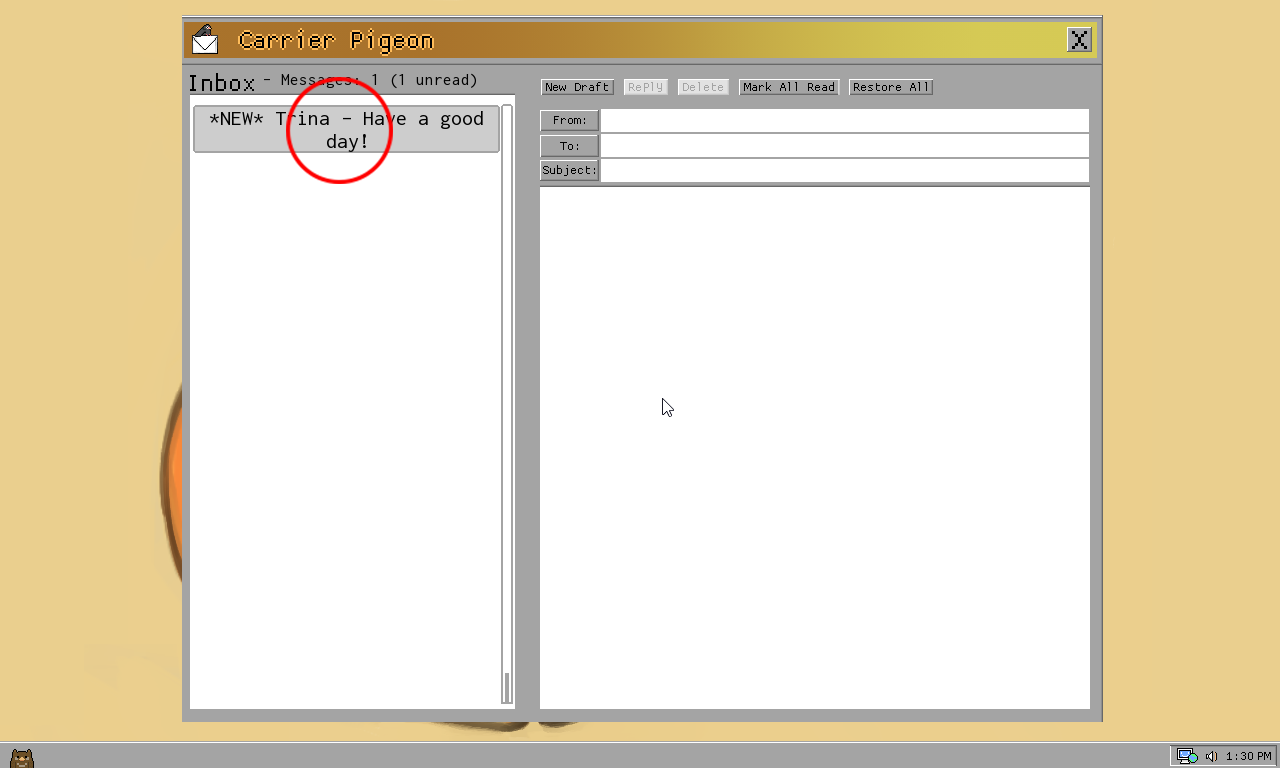 Carrier Pigeon
X
Inbox - Messages: 1 (1 unread)
*NEW* Trina - Have a good
day!
New Draft
RePly
Delete
Mark All Read
Restore All
From:
To:
Subject:
1:30 PM